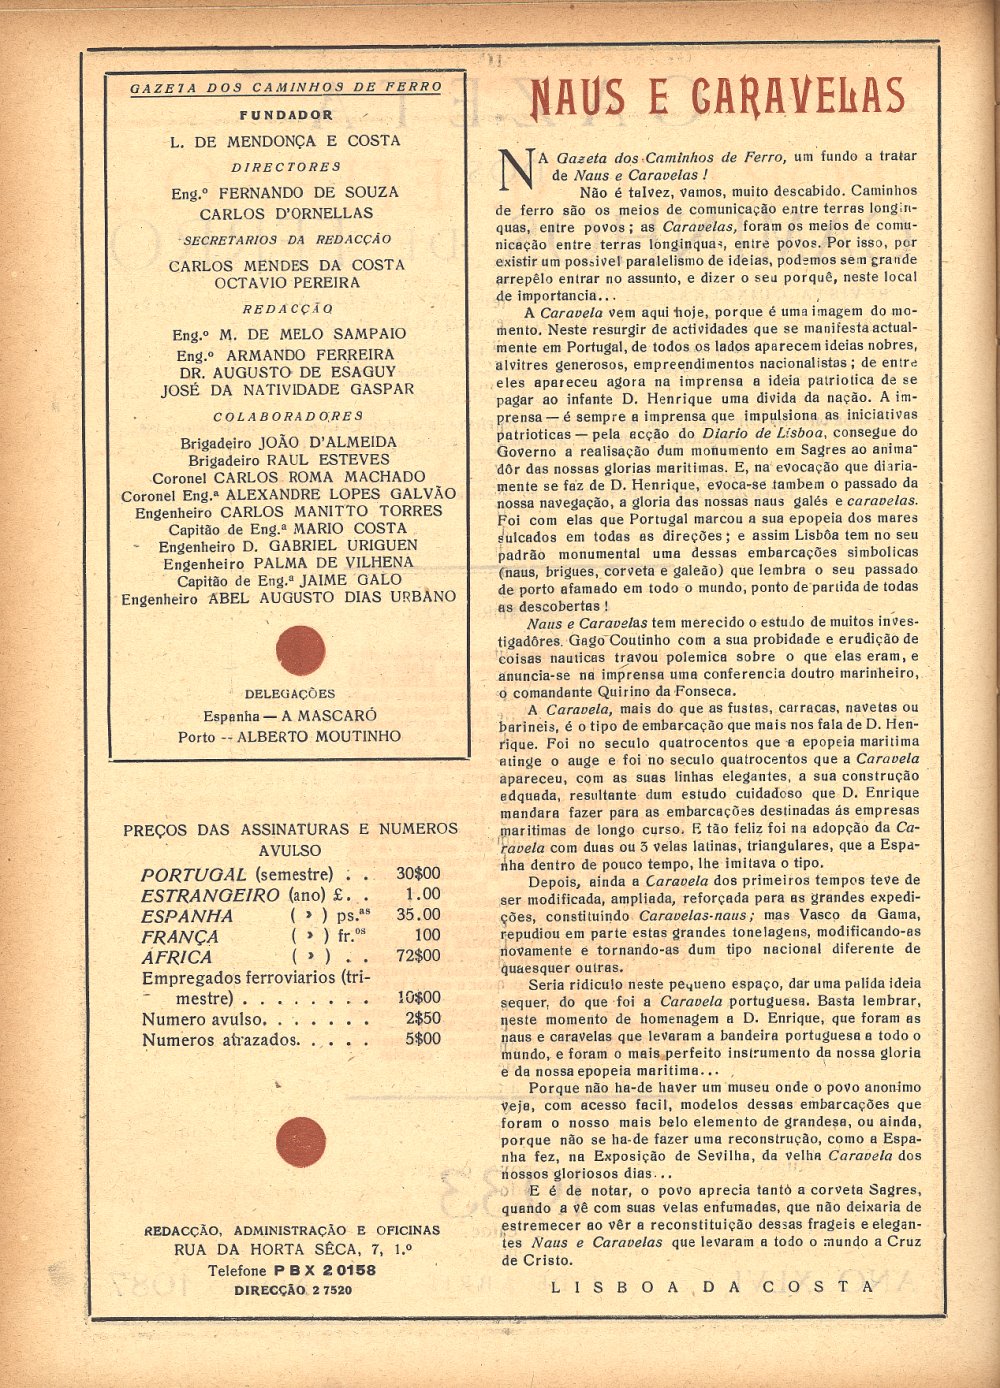 GAZETA DOS CAMINHOS DE FERRO
FUNDADOR
L. DE MENDONÇA E COSTA
DIRECTORES
Eng.º FERNANDO DE SOUZA
CARLOS D'ORNELLAS
SECRETARIOS DA REDACÇÃO
CARLOS MENDES DA COSTA
OCTAVIO PEREIRA
REDACÇÃO
Eng.º M. DE MELO SAMPAIO
Eng.º ARMANDO FERREIRA
DR. AUGUSTO DE ESAGUY
JOSÉ DA NATIVIDADE GASPAR
COLABORADORES
Brigadeiro JOÃO D'ALMEIDA
Brigadeiro RAUL ESTEVES
Coronel CARLOS ROMA MACHADO
Coronel Eng.ª ALEXANDRE LOPES GALVÃO
Engenheiro CARLOS MANITTO TORRES
Capitão de Eng.ª MARIO COSTA
Engenheiro D. GABRIEL URIGUEN
Engenheiro PALMA DE VILHENA
Capitão de Eng.ª JAIME GALO
Engenheiro ABEL AUGUSTO DIAS URBANO
DELEGAÇÕES
Espanha — A MASCARÓ
Porto -- ALBERTO MOUTINHO
PREÇOS DAS ASSINATURAS E NUMEROS
AVULSO
PORTUGAL (semestre) . . 30$00
ESTRANGEIRO (ano) £. . 1.00
ESPANHA ( › ) ps.as 35.00
FRANÇA ( › ) fr.os 100
AFRICA ( › ) . . 72$00
Empregados ferroviarios (tri-
mestre) . . . . . . . . 10$00
Numero avulso. . . . . . . 2$50
Numeros atrazados. . . . . 5$00
REDACÇÃO, ADMINISTRAÇÃO E OFICINAS
RUA DA HORTA SÊCA, 7, 1.º
Telefone PBX 20158
DIRECÇÃO 27520
NAUS E CARAVELAS
NA Gazeta dos Caminhos de Ferro, um fundo a tratar
de Naus e Caravelas !
Não é talvez, vamos, muito descabido. Caminhos
de ferro são os meios de comunicação entre terras longin-
quas, entre povos ; as Caravelas, foram os meios de comu-
nicação entre terras longinquas, entre povos. Por isso, por
existir um possivel paralelismo de ideias, podemos sem grande
arrepêlo entrar no assunto, e dizer o seu porquê, neste local
de importancia...
A Caravela vem aqui hoje, porque é uma imagem do mo-
mento. Neste resurgir de actividades que se manifesta actual-
mente em Portugal, de todos os lados aparecem ideias nobres,
alvitres generosos, empreendimentos nacionalistas ; de entre
eles apareceu agora na imprensa a ideia patriotica de se
pagar ao infante D. Henrique uma divida da nação. A im-
prensa — é sempre a imprensa que impulsiona as iniciativas
patrioticas — pela acção do Diario de Lisboa, consegue do
Governo a realisação dum monumento em Sagres ao anima-
dôr das nossas glorias maritimas. E, na evocação que diaria-
mente se faz de D. Henrique, evoca-se tambem o passado da
nossa navegação, a gloria das nossas naus galés e caravelas.
Foi com elas que Portugal marcou a sua epopeia dos mares
sulcados em todas as direções ; e assim Lisbôa tem no seu
padrão monumental uma dessas embarcações simbolicas
(naus, brigues, corveta e galeão) que lembra o seu passado
de porto afamado em todo o mundo, ponto de partida de todas
as descobertas !
Naus e Caravelas tem merecido o estudo de muitos inves-
tigadôres. Gago Coutinho com a sua probidade e erudição de
coisas nauticas travou polemica sobre o que elas eram, e
anuncia-se na imprensa uma conferencia doutro marinheiro,
o comandante Quirino da Fonseca.
A Caravela, mais do que as fustas, carracas, navetas ou
barineis, é o tipo de embarcação que mais nos fala de D. Hen-
rique. Foi no seculo quatrocentos que a epopeia maritima
atinge o auge e foi no seculo quatrocentos que a Caravela
apareceu, com as suas linhas elegantes, a sua construção
adquada, resultante dum estudo cuidadoso que D. Enrique
mandara fazer para as embarcações destinadas ás empresas
maritimas de longo curso. E tão feliz foi na adopção da Ca-
ravela com duas ou 3 velas latinas, triangulares, que a Espa-
nha dentro de pouco tempo, lhe imitava o tipo.
Depois, ainda a Caravela dos primeiros tempos teve de
ser modificada, ampliada, reforçada para as grandes expedi-
ções, constituindo Caravelas-naus ; mas Vasco da Gama,
repudiou em parte estas grandes tonelagens, modificando-as
novamente e tornando-as dum tipo nacional diferente de
quaesquer outras.
Seria ridiculo neste pequeno espaço, dar uma palida ideia
sequer, do que foi a Caravela portuguesa. Basta lembrar,
neste momento de homenagem a D. Enrique, que foram as
naus e caravelas que levaram a bandeira portuguesa a todo o
mundo, e foram o mais perfeito instrumento da nossa gloria
e da nossa epopeia maritima...
Porque não ha-de haver um museu onde o povo anonimo
veja, com acesso facil, modelos dessas embarcações que
foram o nosso mais belo elemento de grandesa, ou ainda,
porque não se ha-de fazer uma reconstrução, como a Espa-
nha fez, na Exposição de Sevilha, da velha Caravela dos
nossos gloriosos dias...
E é de notar, o povo aprecia tanto a corveta Sagres,
quando a vê com suas velas enfumadas, que não deixaria de
estremecer ao vêr a reconstituição dessas frageis e elegan-
tes Naus e Caravelas que levaram a todo o mundo a Cruz
de Cristo.
LISBOA DA COSTA